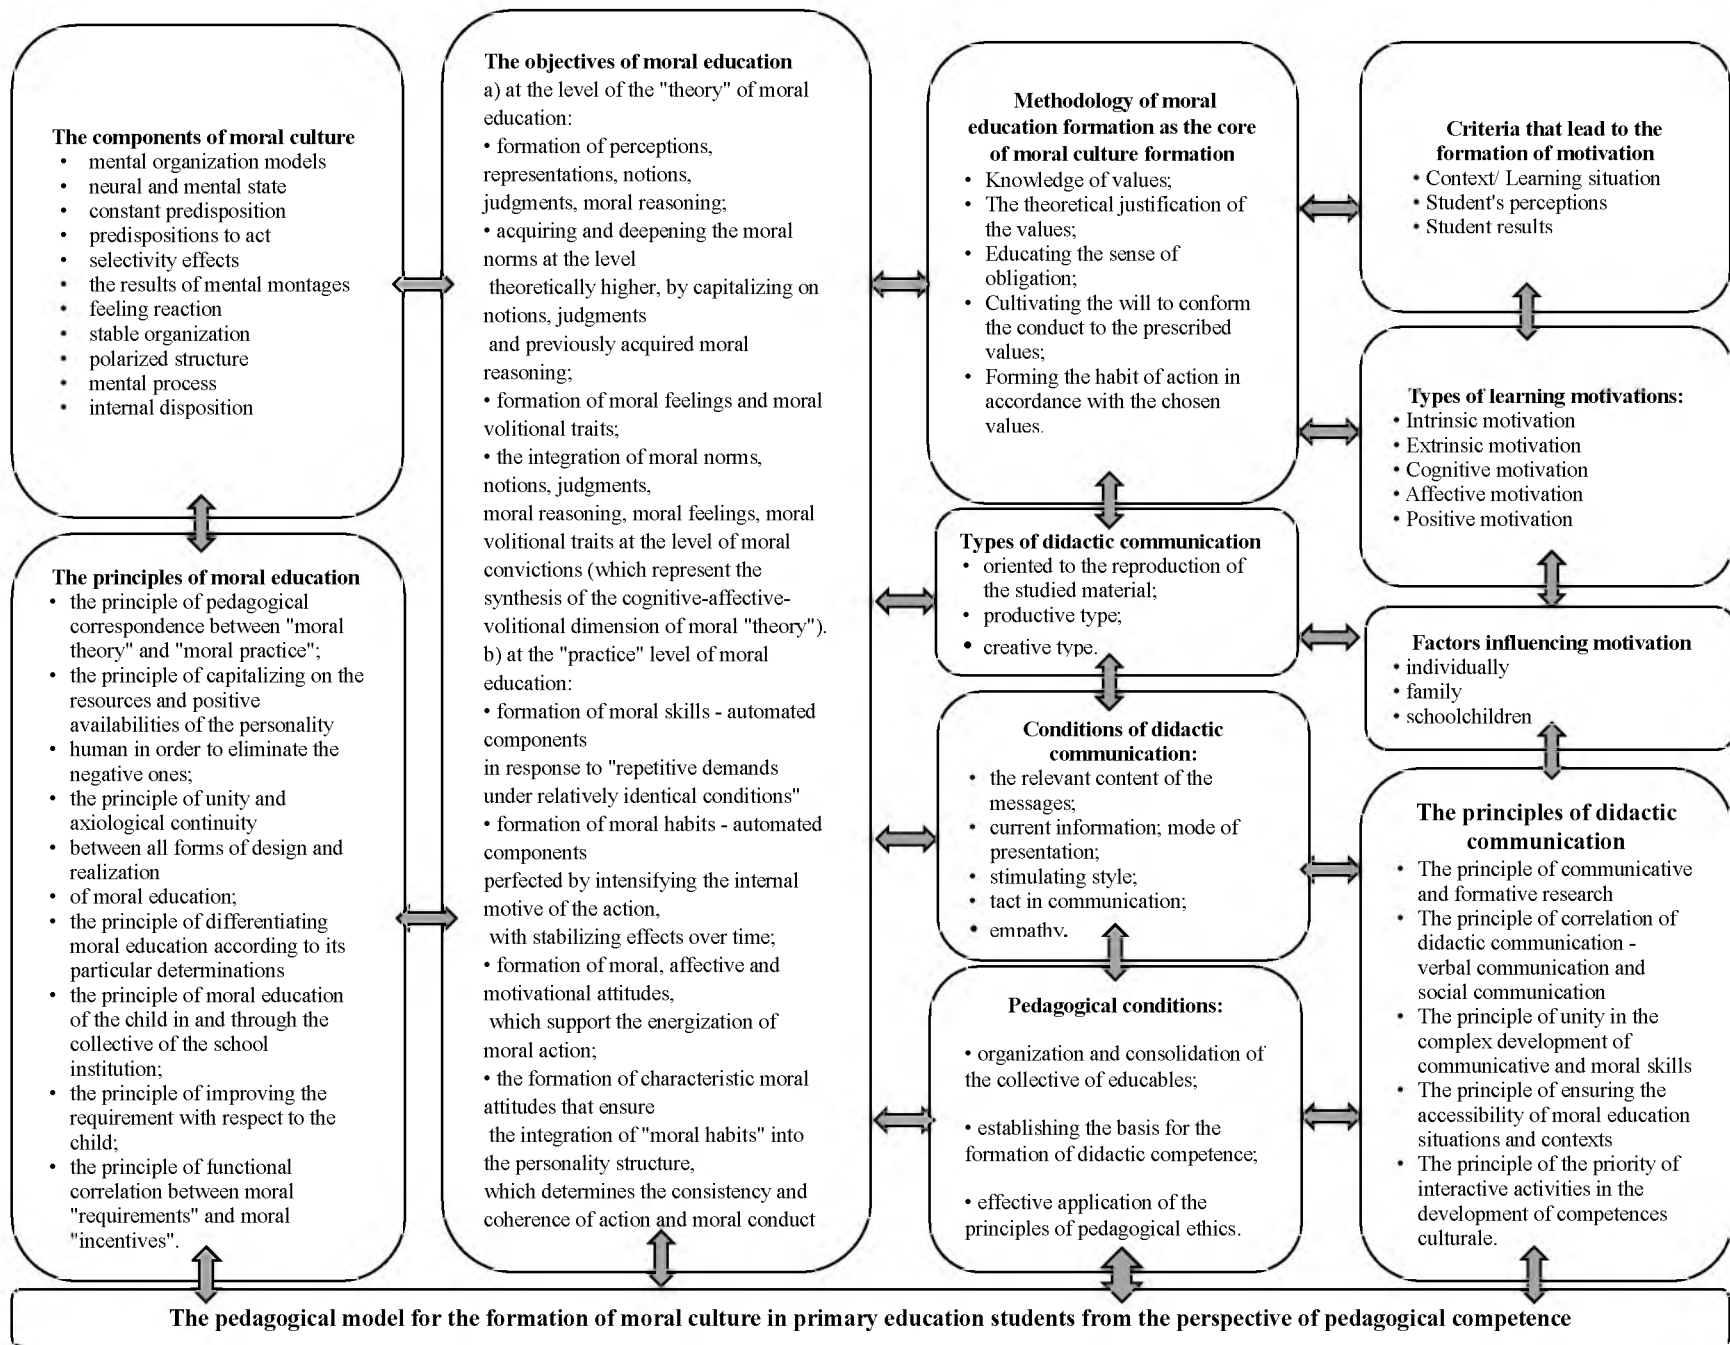 The components of moral culture
• mental organization models
• neural and mental state
• constant predisposition
• predispositions to act
• selectivity effects
• the results of mental montages
• feeling reaction
• stable organization
• polarized structure
• mental process
• internal disposition
The principles of moral education
• the principle of pedagogical
correspondence between "moral
theory" and "moral practice";
• the principle of capitalizing on the
resources and positive
availabilities of the personality
• human in order to eliminate the
negative ones;
• the principle of unity and
axiological continuity
• between all forms of design and
realization
• of moral education;
• the principle of differentiating
moral education according to its
particular determinations
• the principle of moral education
of the child in and through the
collective of the school
institution;
• the principle of improving the
requirement with respect to the
child;
• the principle of functional
correlation between moral
"requirements" and moral
"incentives".
The objectives of moral education
a) at the level of the "theory" of moral
education:
• formation of perceptions,
representations, notions,
judgments, moral reasoning;
• acquiring and deepening the moral
norms at the level
theoretically higher, by capitalizing on
notions, judgments
and previously acquired moral
reasoning;
• formation of moral feelings and moral
volitional traits;
• the integration of moral norms,
notions, judgments,
moral reasoning, moral feelings, moral
volitional traits at the level of moral
convictions (which represent the
synthesis of the cognitive-affective-
volitional dimension of moral "theory").
b) at the "practice" level of moral
education:
• formation of moral skills - automated
components
in response to "repetitive demands
under relatively identical conditions"
• formation of moral habits - automated
components
perfected by intensifying the internal
motive of the action,
with stabilizing effects over time;
• formation of moral, affective and
motivational attitudes,
which support the energization of
moral action;
• the formation of characteristic moral
attitudes that ensure
the integration of "moral habits" into
the personality structure,
which determines the consistency and
coherence of action and moral conduct
Methodology of moral
education formation as the core
of moral culture formation
• Knowledge of values;
• The theoretical justification of
the values;
• Educating the sense of
obligation;
• Cultivating the will to conform
the conduct to the prescribed
values;
• Forming the habit of action in
accordance with the chosen
values.
Types of didactic communication
• oriented to the reproduction of
the studied material;
• productive type;
• creative type.
Conditions of didactic
communication:
• the relevant content of the
messages;
• current information; mode of
presentation;
• stimulating style;
• tact in communication;
• empathy.
Pedagogical conditions:
• organization and consolidation of
the collective of educables;
• establishing the basis for the
formation of didactic competence;
• effective application of the
principles of pedagogical ethics.
Criteria that lead to the
formation of motivation
• Context/ Learning situation
• Student's perceptions
• Student results
Types of learning motivations:
• Intrinsic motivation
• Extrinsic motivation
• Cognitive motivation
• Affective motivation
• Positive motivation
Factors influencing motivation
• individually
• family
• schoolchildren
The principles of didactic
communication
• The principle of communicative
and formative research
• The principle of correlation of
didactic communication -
verbal communication and
social communication
• The principle of unity in the
complex development of
communicative and moral skills
• The principle of ensuring the
accessibility of moral education
situations and contexts
• The principle of the priority of
interactive activities in the
development of competences
culturale.
The pedagogical model for the formation of moral culture in primary education students from the perspective of pedagogical competence